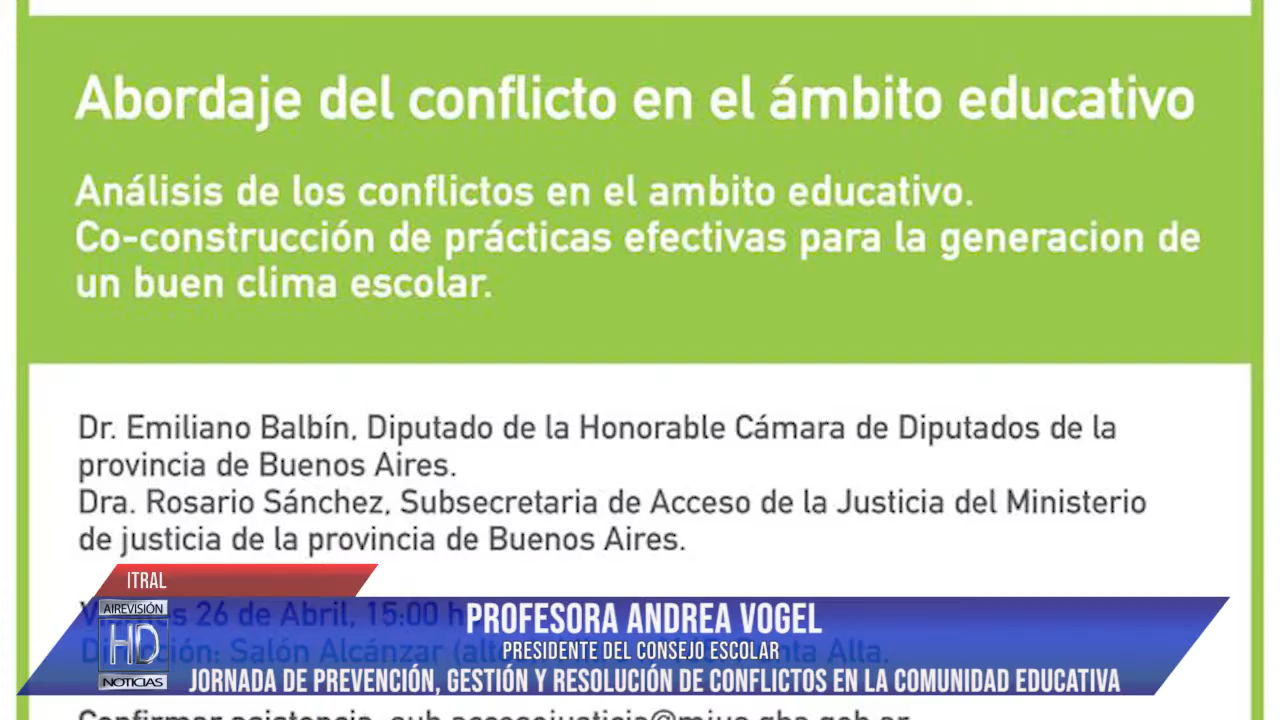 Abordaje del conflicto en el ámbito educativo
Análisis de los conflictos en el ambito educativo.
Co-construcción de prácticas efectivas para la generacion de
un buen clima escolar.
Dr. Emiliano Balbín, Diputado de la Honorable Cámara de Diputados de la
provincia de Buenos Aires.
Dra. Rosario Sánchez, Subsecretaria de Acceso de la Justicia del Ministerio
de justicia de la provincia de Buenos Aires.
ITRAL
26 de Abril, 15:00
Dirección: Salón Alcánzar Alta.
AIREVISIÓN
HD
NOTICIAS
PROFESORA ANDREA VOGEL
PRESIDENTE DEL CONSEJO ESCOLAR
JORNADA DE PREVENCIÓN, GESTIÓN Y RESOLUCIÓN DE CONFLICTOS EN LA COMUNIDAD EDUCATIVA
Confirmar asistencia